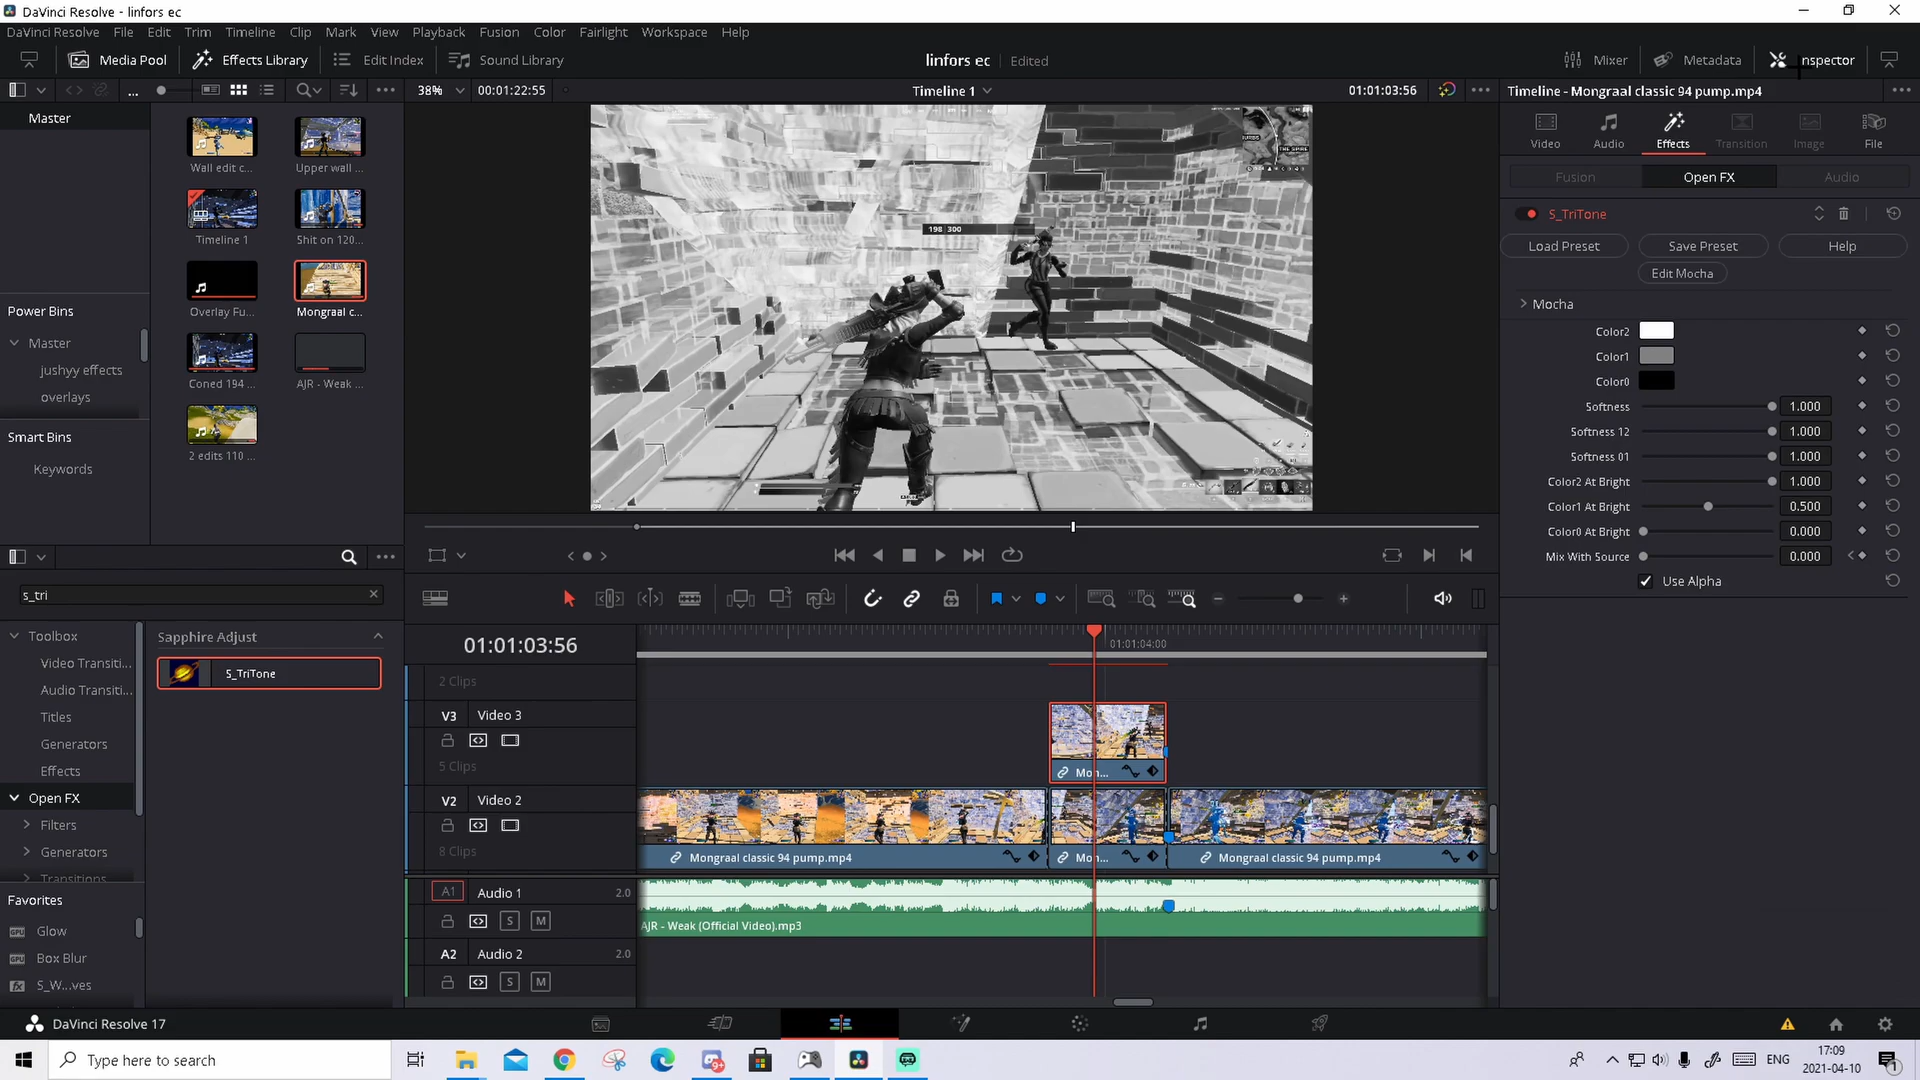 DaVinci Resolve - linfors ec
DaVinci Resolve File Edit Trim Timeline Clip Mark View Playback Fusion Color Fairlight Workspace Help
Media Pool Effects Library Edit Index Sound Library linfors ec Edited Mixer Metadata Inspector
... 38% 00:01:22:55 Timeline 1 01:01:03:56 Timeline - Mongraal classic 94 pump.mp4
Master
Wall edit c... Upper wall ...
Timeline 1 Shit on 120...
Overlay Fu... Mongraal c...
Coned 194 ... AJR - Weak ...
2 edits 110 ...
Power Bins
Master
jushyy effects
overlays
Smart Bins
Keywords
198 300
THE SPIRE
Video Audio Effects Transition Image File
Fusion Open FX Audio
S_TriTone
Load Preset Save Preset Help
Edit Mocha
Mocha
Color2
Color1
Color0
Softness 1.000
Softness 12 1.000
Softness 01 1.000
Color2 At Bright 1.000
Color1 At Bright 0.500
Color0 At Bright 0.000
Mix With Source 0.000
Use Alpha
s_tri
Toolbox
Video Transiti...
Audio Transiti...
Titles
Generators
Effects
Open FX
Filters
Generators
Transitions
Favorites
Glow
Box Blur
S_W...ves
Sapphire Adjust
S_TriTone
01:01:03:56 01:01:04:00
2 Clips
V3 Video 3
5 Clips
Mon...
V2 Video 2
8 Clips
Mongraal classic 94 pump.mp4 Mon... Mongraal classic 94 pump.mp4
A1 Audio 1 2.0
S M
AJR - Weak (Official Video).mp3
A2 Audio 2 2.0
S M
DaVinci Resolve 17
Type here to search
9+
ENG
17:09
2021-04-10
1